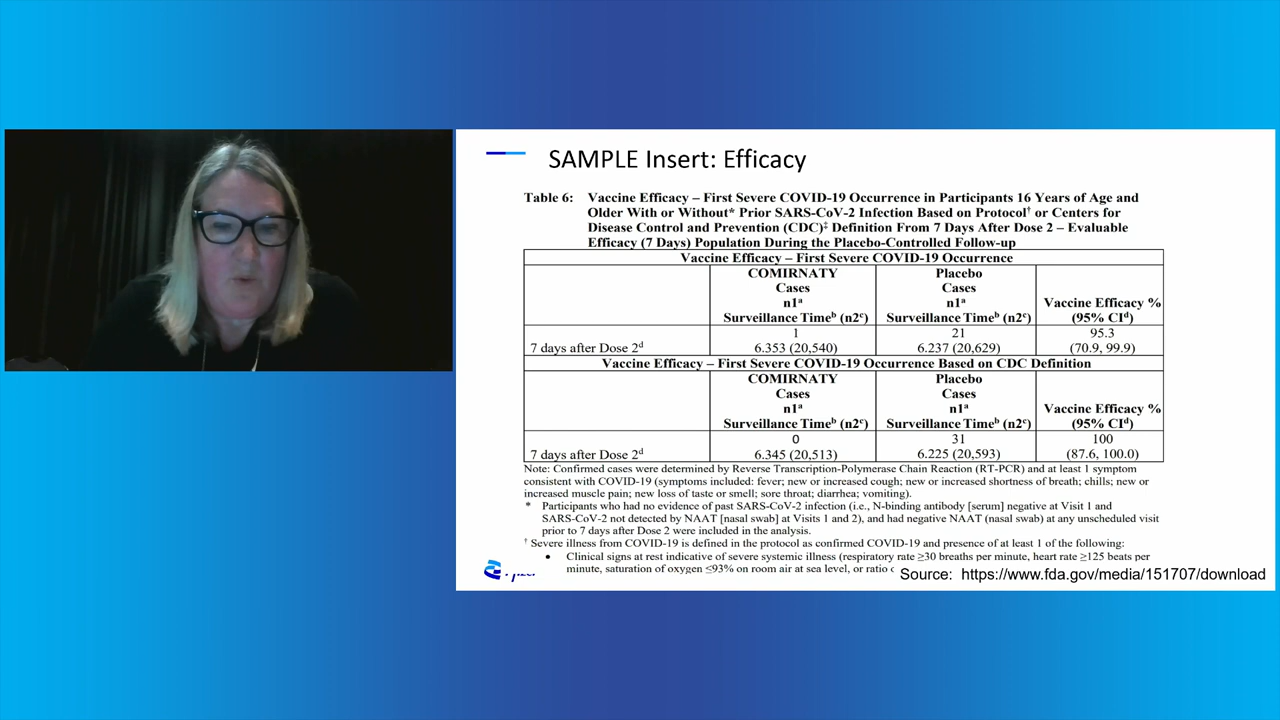 SAMPLE Insert: Efficacy
Table 6: Vaccine Efficacy – First Severe COVID-19 Occurrence in Participants 16 Years of Age and
Older With or Without* Prior SARS-CoV-2 Infection Based on Protocol† or Centers for
Disease Control and Prevention (CDC)‡ Definition From 7 Days After Dose 2 – Evaluable
Efficacy (7 Days) Population During the Placebo-Controlled Follow-up
Vaccine Efficacy – First Severe COVID-19 Occurrence
COMIRNATY
Cases
n1ᵃ
Surveillance Timeᵇ (n2ᶜ)
Placebo
Cases
n1ᵃ
Surveillance Timeᵇ (n2ᶜ)
Vaccine Efficacy %
(95% CIᵈ)
7 days after Dose 2ᵈ
1
6.353 (20,540)
21
6.237 (20,629)
95.3
(70.9, 99.9)
Vaccine Efficacy – First Severe COVID-19 Occurrence Based on CDC Definition
COMIRNATY
Cases
n1ᵃ
Surveillance Timeᵇ (n2ᶜ)
Placebo
Cases
n1ᵃ
Surveillance Timeᵇ (n2ᶜ)
Vaccine Efficacy %
(95% CIᵈ)
7 days after Dose 2ᵈ
0
6.345 (20,513)
31
6.225 (20,593)
100
(87.6, 100.0)
Note: Confirmed cases were determined by Reverse Transcription-Polymerase Chain Reaction (RT-PCR) and at least 1 symptom
consistent with COVID-19 (symptoms included: fever; new or increased cough; new or increased shortness of breath; chills; new or
increased muscle pain; new loss of taste or smell; sore throat; diarrhea; vomiting).
* Participants who had no evidence of past SARS-CoV-2 infection (i.e., N-binding antibody [serum] negative at Visit 1 and
SARS-CoV-2 not detected by NAAT [nasal swab] at Visits 1 and 2), and had negative NAAT (nasal swab) at any unscheduled visit
prior to 7 days after Dose 2 were included in the analysis.
† Severe illness from COVID-19 is defined in the protocol as confirmed COVID-19 and presence of at least 1 of the following:
• Clinical signs at rest indicative of severe systemic illness (respiratory rate ≥30 breaths per minute, heart rate ≥125 beats per
minute, saturation of oxygen ≤93% on room air at sea level, or ratio
Source: https://www.fda.gov/media/151707/download